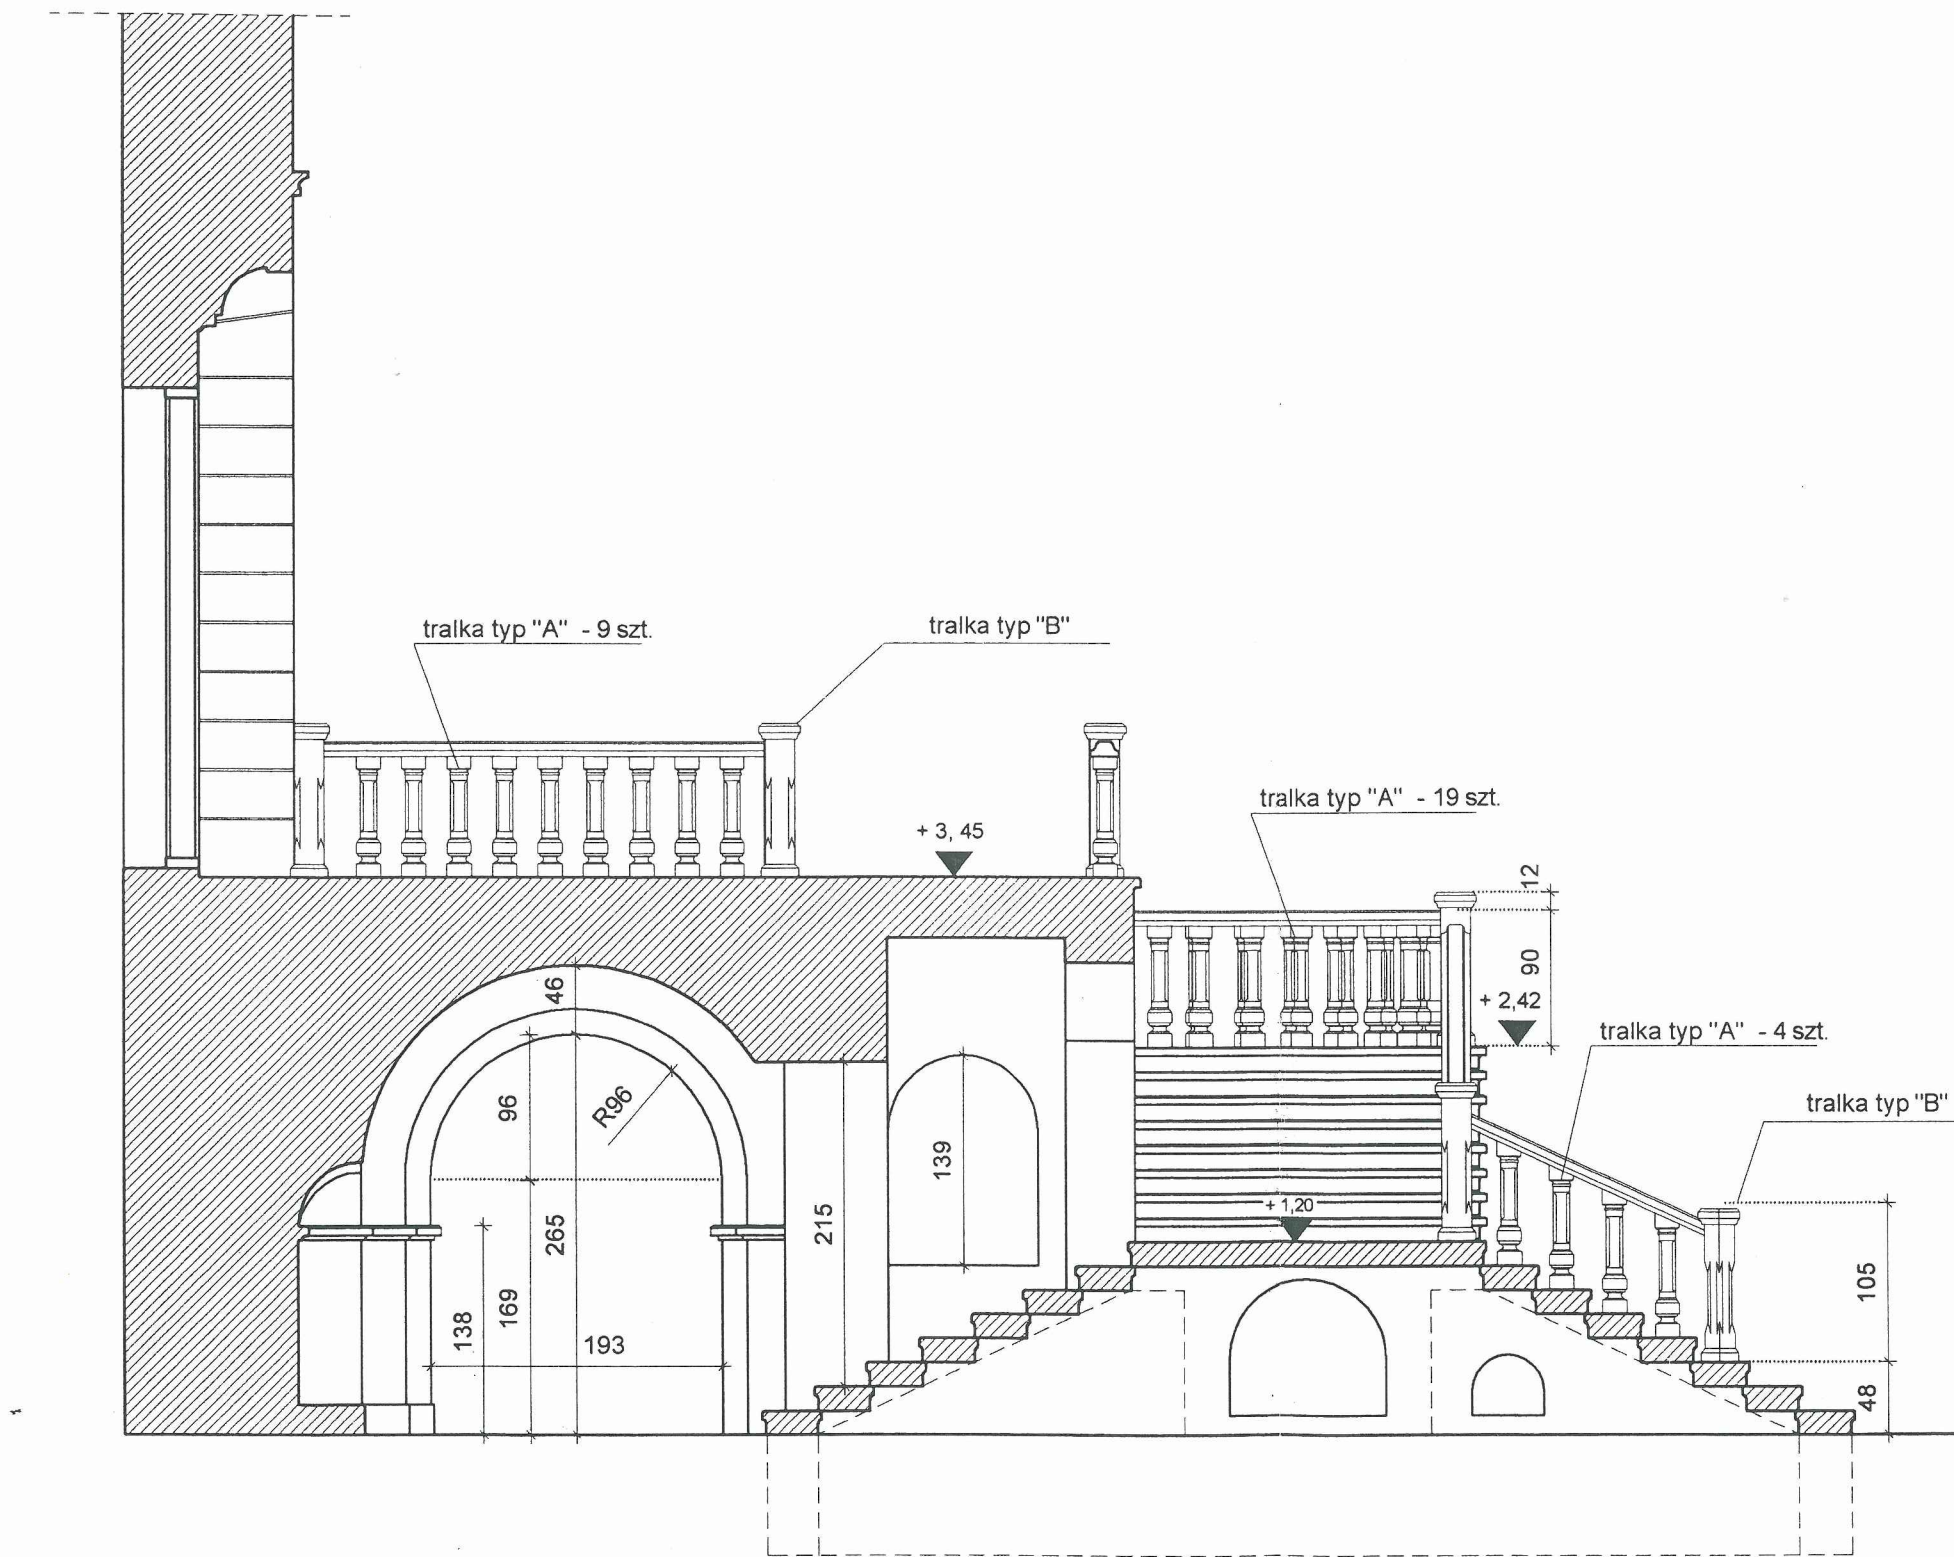 tralka typ "A" - 9 szt.
tralka typ "B"
tralka typ "A" - 19 szt.
+ 3, 45
12
90
+ 2,42
tralka typ "A" - 4 szt.
tralka typ "B"
46
96
R96
139
215
265
+ 1,20
138
169
193
105
48